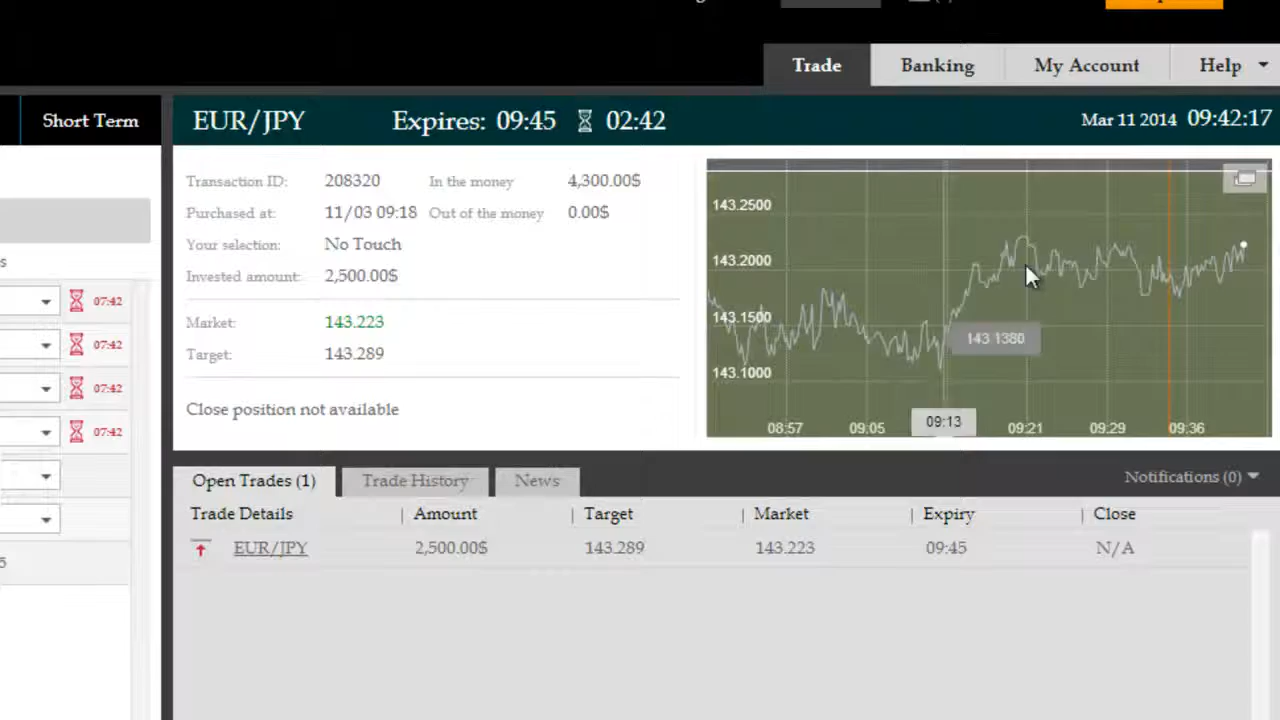 Trade Banking My Account Help
Short Term
EUR/JPY Expires: 09:45 02:42 Mar 11 2014 09:42:17
Transaction ID: 208320 In the money 4,300.00$
Purchased at: 11/03 09:18 Out of the money 0.00$
Your selection: No Touch
Invested amount: 2,500.00$
Market: 143.223
Target: 143.289
Close position not available
143.2500
143.2000
143.1500
143.1000
143.1380
08:57 09:05 09:13 09:21 09:29 09:36
s
07:42
07:42
07:42
07:42
5
Open Trades (1) Trade History News Notifications (0)
Trade Details | Amount | Target | Market | Expiry | Close
EUR/JPY 2,500.00$ 143.289 143.223 09:45 N/A